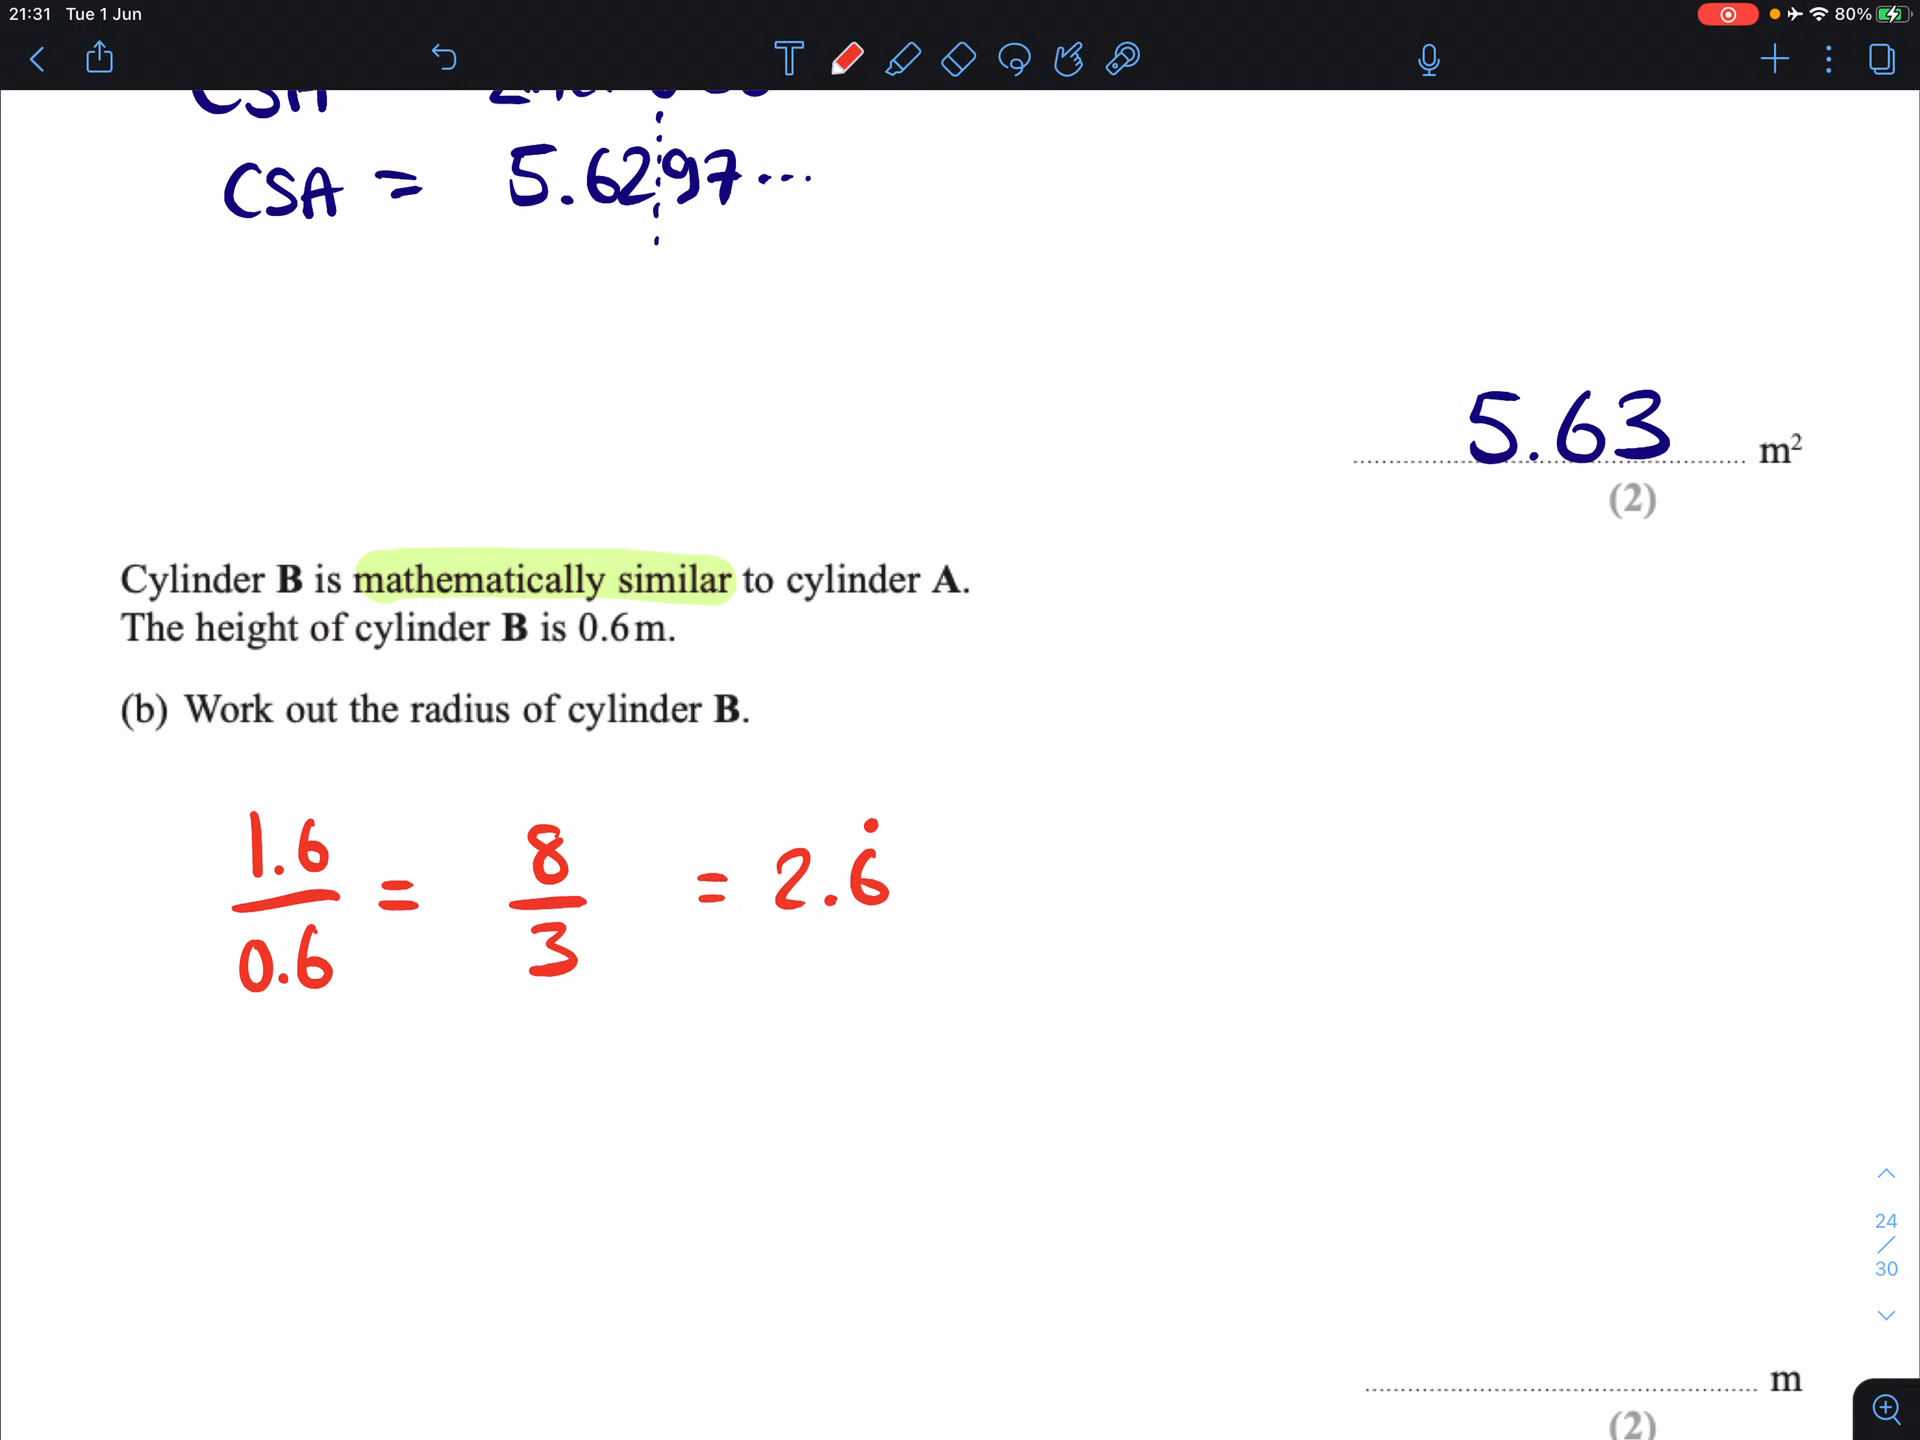 21:31 Tue 1 Jun
80%
CSA
CSA = 5.6297...
5.63 m²
(2)
Cylinder B is mathematically similar to cylinder A.
The height of cylinder B is 0.6 m.
(b) Work out the radius of cylinder B.
1.6/0.6 = 8/3 = 2.6̇
24
/
30
m
(2)